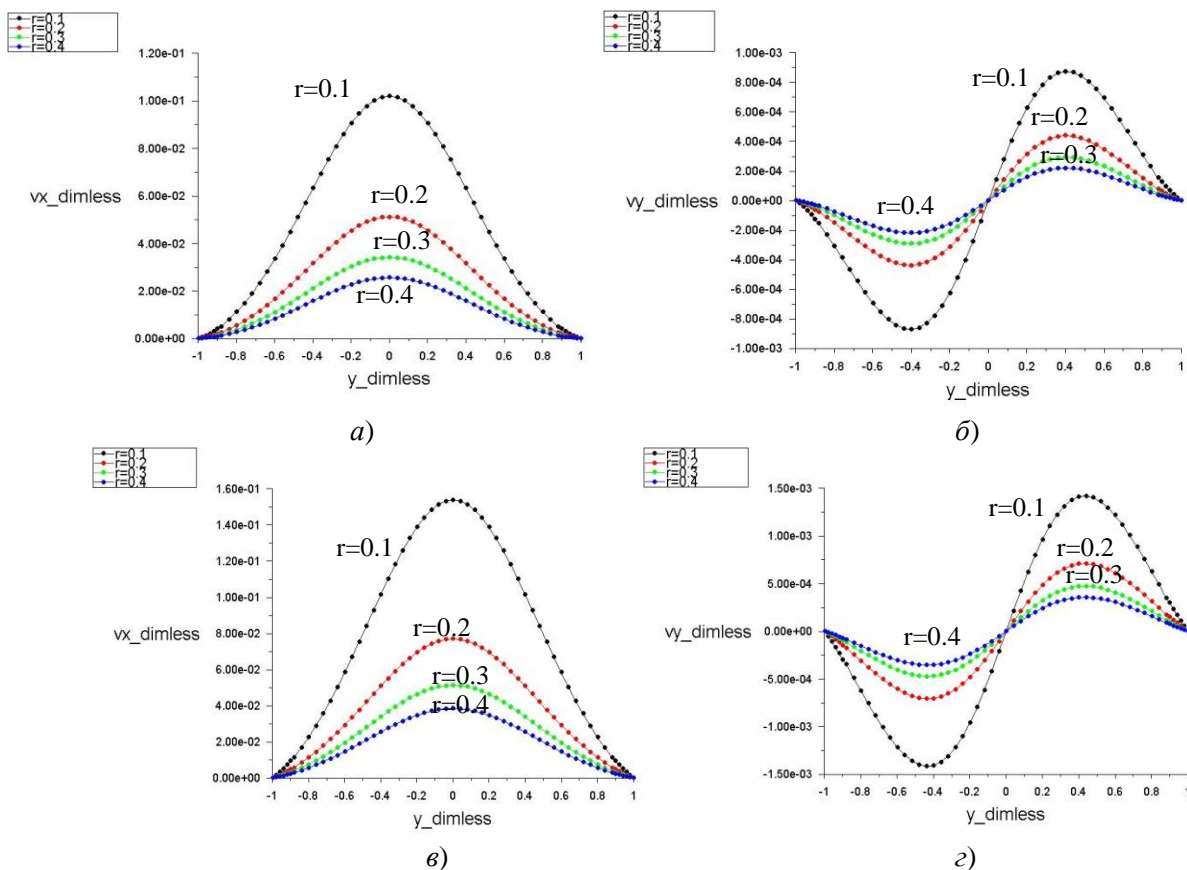 r=0.1
r=0.2
r=0.3
r=0.4
1.20e-01
1.00e-01
8.00e-02
6.00e-02
4.00e-02
2.00e-02
0.00e+00
vx_dimless
r=0.1
r=0.2
r=0.3
r=0.4
-1 -0.8 -0.6 -0.4 -0.2 0 0.2 0.4 0.6 0.8 1
y_dimless
а)
r=0.1
r=0.2
r=0.3
r=0.4
1.00e-03
8.00e-04
6.00e-04
4.00e-04
2.00e-04
0.00e+00
-2.00e-04
-4.00e-04
-6.00e-04
-8.00e-04
-1.00e-03
vy_dimless
r=0.1
r=0.2
r=0.3
r=0.4
-1 -0.8 -0.6 -0.4 -0.2 0 0.2 0.4 0.6 0.8 1
y_dimless
б)
r=0.1
r=0.2
r=0.3
r=0.4
1.60e-01
1.40e-01
1.20e-01
1.00e-01
8.00e-02
6.00e-02
4.00e-02
2.00e-02
0.00e+00
vx_dimless
r=0.1
r=0.2
r=0.3
r=0.4
-1 -0.8 -0.6 -0.4 -0.2 0 0.2 0.4 0.6 0.8 1
y_dimless
в)
r=0.1
r=0.2
r=0.3
r=0.4
1.50e-03
1.00e-03
5.00e-04
0.00e+00
-5.00e-04
-1.00e-03
-1.50e-03
vy_dimless
r=0.1
r=0.2
r=0.3
r=0.4
-1 -0.8 -0.6 -0.4 -0.2 0 0.2 0.4 0.6 0.8 1
y_dimless
г)